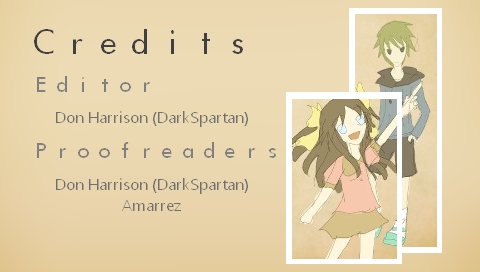 Credits
Editor
Don Harrison (DarkSpartan)
Proofreaders
Don Harrison (DarkSpartan)
Amarrez